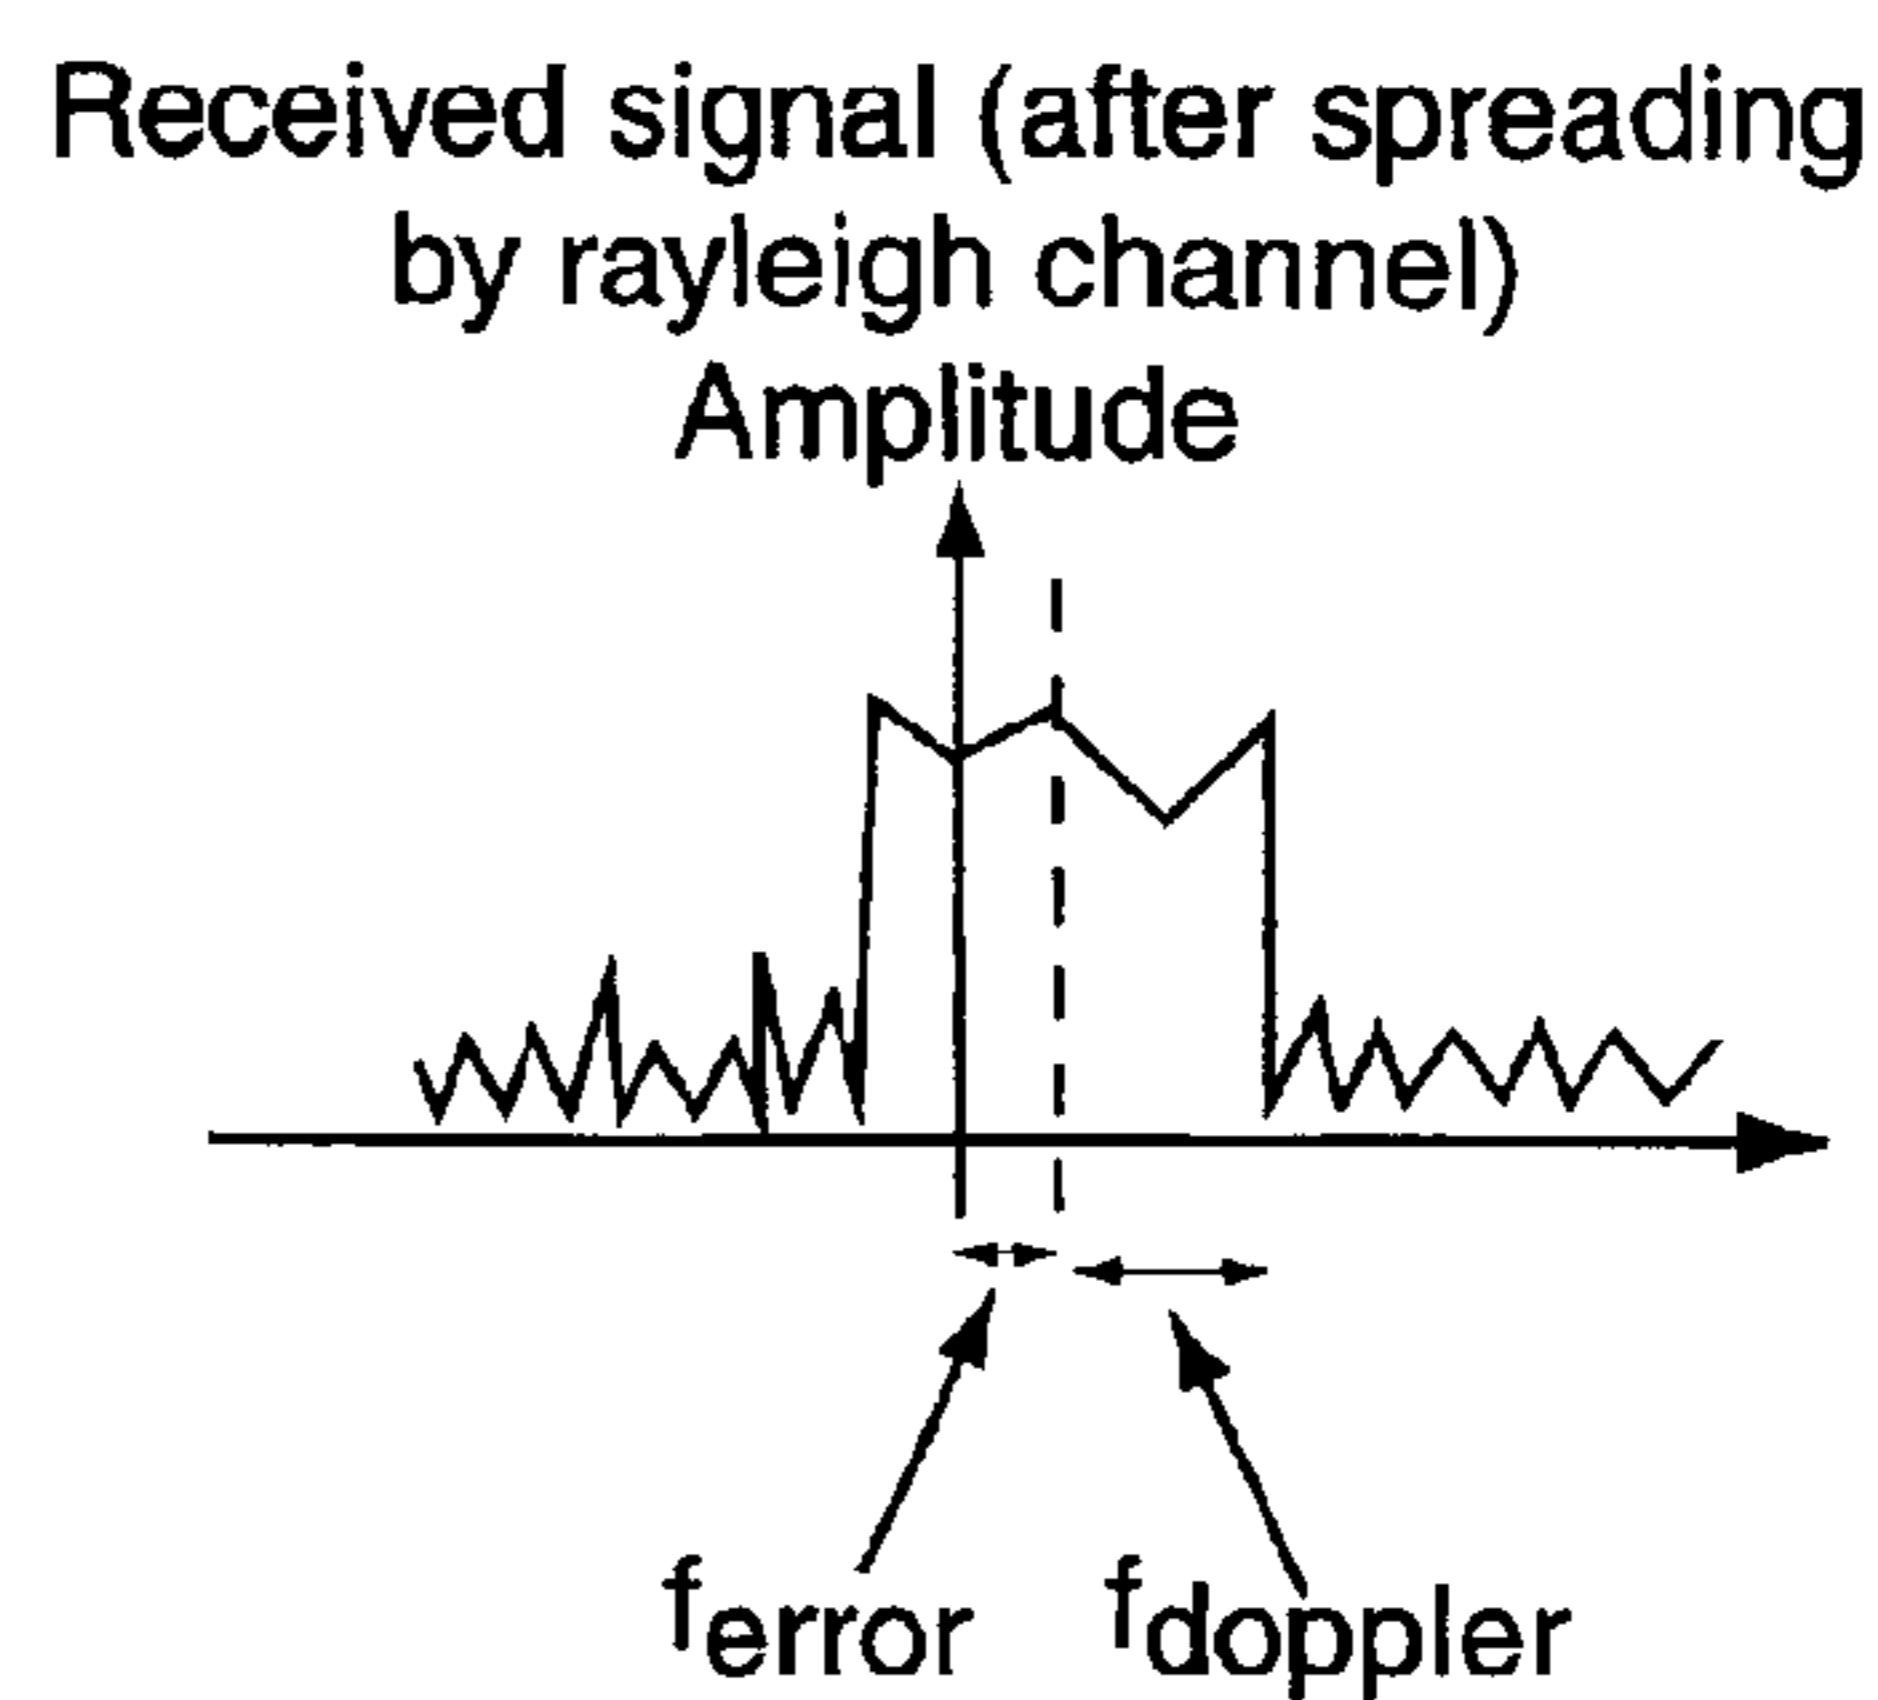 Received signal (after spreading
by rayleigh channel)
Amplitude
ferror fdoppler